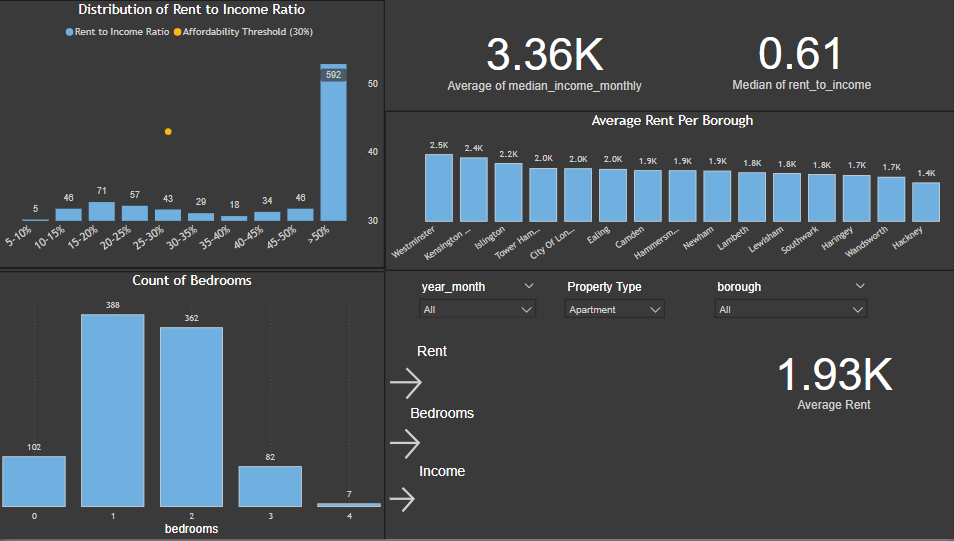 Distribution of Rent to Income Ratio
Rent to Income Ratio Affordability Threshold (30%)
592
50
40
30
5 46 71 57 43 29 18 34 46
5-10% 10-15% 15-20% 20-25% 25-30% 30-35% 35-40% 40-45% 45-50% >50%
3.36K
Average of median_income_monthly
0.61
Median of rent_to_income
Average Rent Per Borough
2.5K 2.4K 2.2K 2.0K 2.0K 2.0K 1.9K 1.9K 1.9K 1.8K 1.8K 1.8K 1.7K 1.7K 1.4K
Westminster Kensington ... Islington Tower Ham... City Of Lon... Ealing Camden Hammersm... Newham Lambeth Lewisham Southwark Haringey Wandsworth Hackney
Count of Bedrooms
102 388 362 82 7
0 1 2 3 4
bedrooms
year_month Property Type borough
All Apartment All
Rent
Bedrooms
Income
1.93K
Average Rent